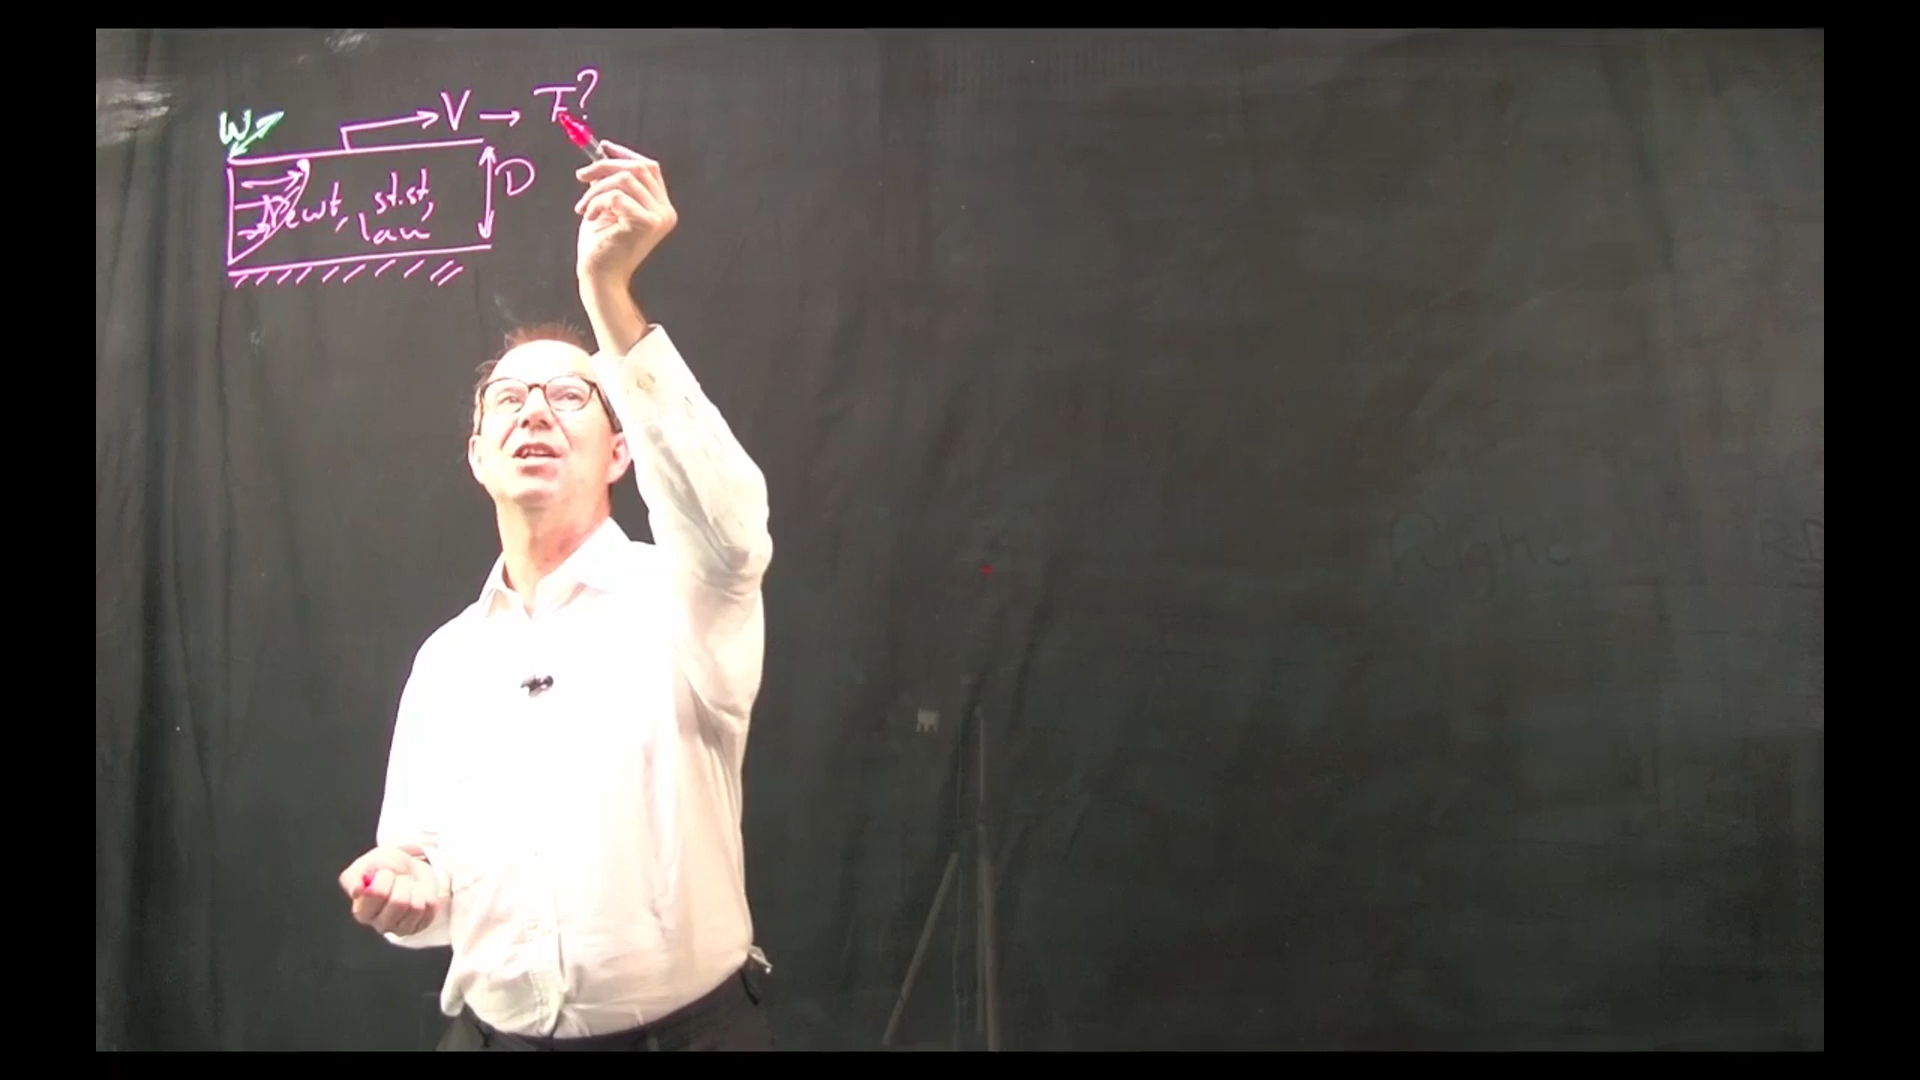 W V → F?
Newt, st.st, D
lam